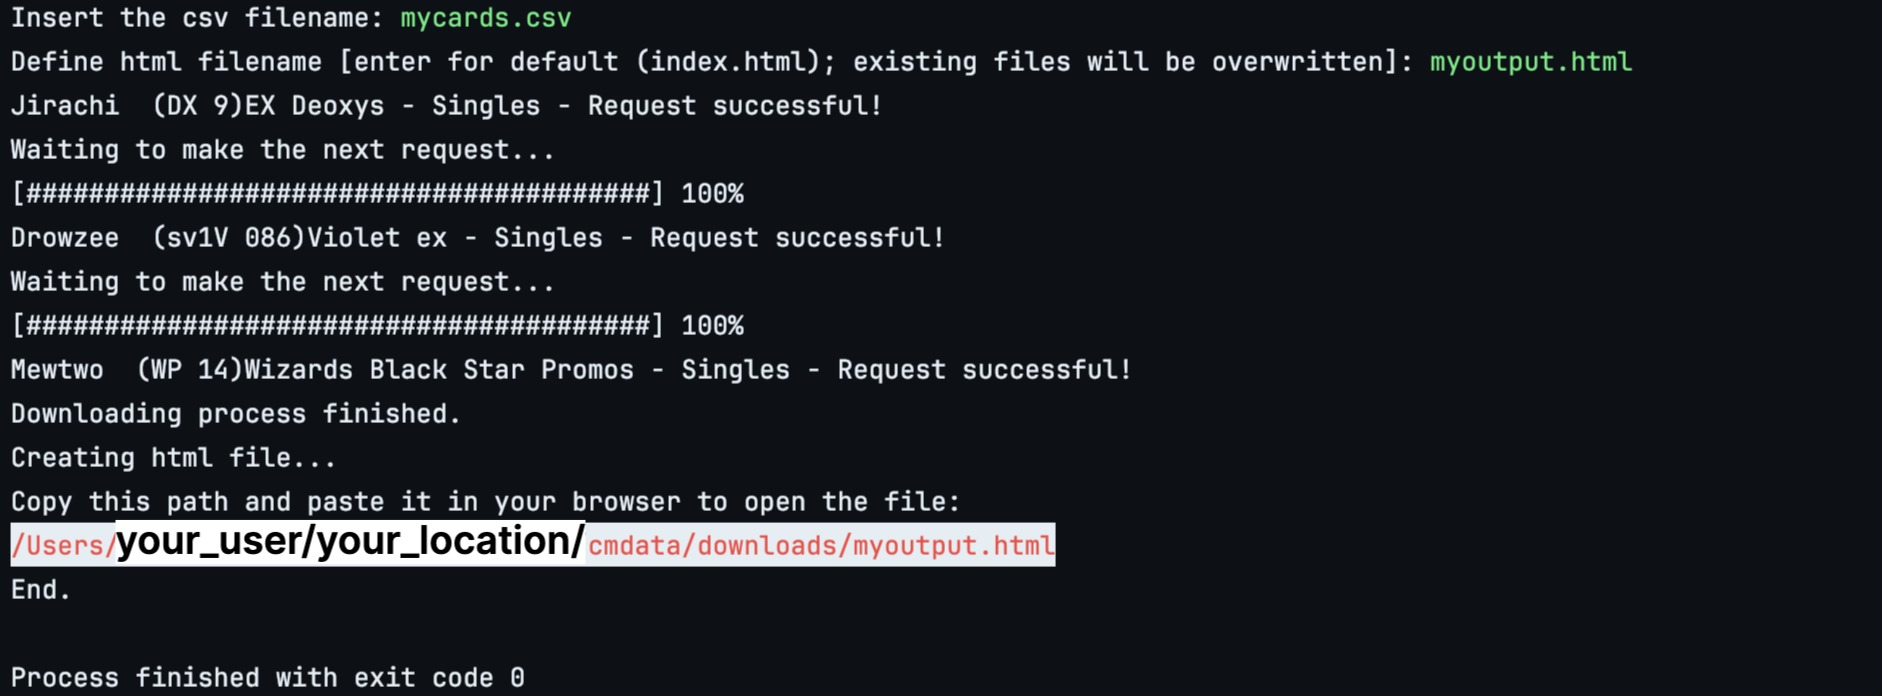 Insert the csv filename: mycards.csv
Define html filename [enter for default (index.html); existing files will be overwritten]: myoutput.html
Jirachi  (DX 9)EX Deoxys - Singles - Request successful!
Waiting to make the next request...
[########################################] 100%
Drowzee  (sv1V 086)Violet ex - Singles - Request successful!
Waiting to make the next request...
[########################################] 100%
Mewtwo  (WP 14)Wizards Black Star Promos - Singles - Request successful!
Downloading process finished.
Creating html file...
Copy this path and paste it in your browser to open the file:
/Users/your_user/your_location/cmdata/downloads/myoutput.html
End.
Process finished with exit code 0